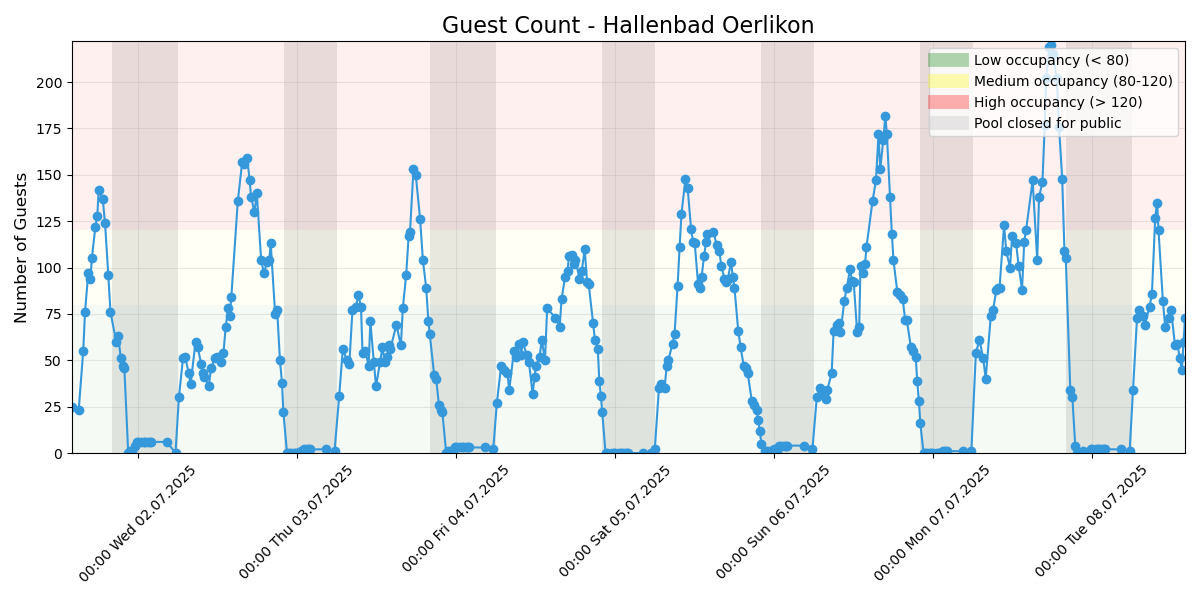 Guest Count - Hallenbad Oerlikon
Number of Guests
200
175
150
125
100
75
50
25
0
Low occupancy (< 80)
Medium occupancy (80-120)
High occupancy (> 120)
Pool closed for public
00:00 Wed 02.07.2025
00:00 Thu 03.07.2025
00:00 Fri 04.07.2025
00:00 Sat 05.07.2025
00:00 Sun 06.07.2025
00:00 Mon 07.07.2025
00:00 Tue 08.07.2025